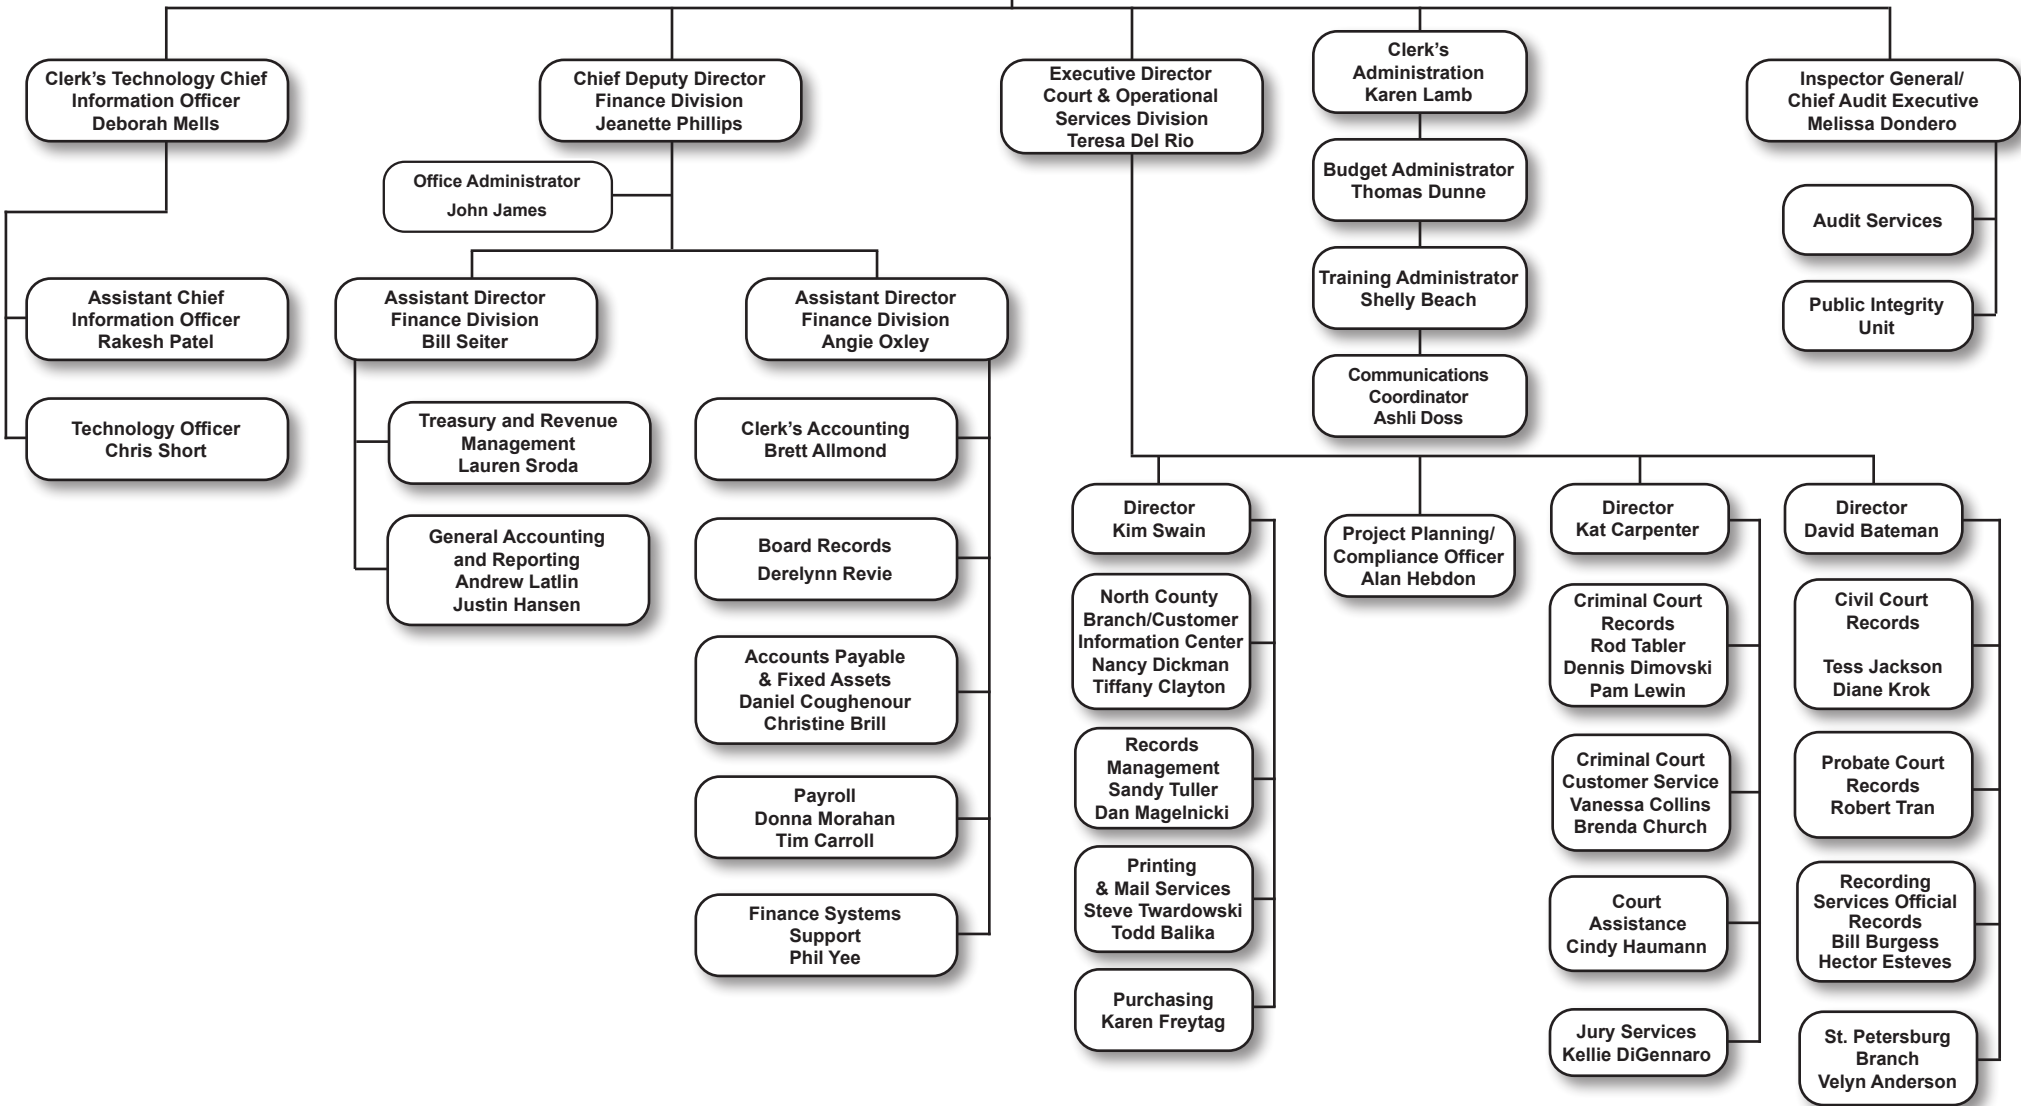 Clerk's Technology Chief
Information Officer
Deborah Mells
Chief Deputy Director
Finance Division
Jeanette Phillips
Executive Director
Court & Operational
Services Division
Teresa Del Rio
Clerk's
Administration
Karen Lamb
Inspector General/
Chief Audit Executive
Melissa Dondero
Office Administrator
John James
Budget Administrator
Thomas Dunne
Audit Services
Training Administrator
Shelly Beach
Public Integrity
Unit
Assistant Chief
Information Officer
Rakesh Patel
Assistant Director
Finance Division
Bill Seiter
Assistant Director
Finance Division
Angie Oxley
Communications
Coordinator
Ashli Doss
Technology Officer
Chris Short
Treasury and Revenue
Management
Lauren Sroda
General Accounting
and Reporting
Andrew Latlin
Justin Hansen
Clerk's Accounting
Brett Allmond
Board Records
Derelynn Revie
Accounts Payable
& Fixed Assets
Daniel Coughenour
Christine Brill
Payroll
Donna Morahan
Tim Carroll
Finance Systems
Support
Phil Yee
Director
Kim Swain
North County
Branch/Customer
Information Center
Nancy Dickman
Tiffany Clayton
Records
Management
Sandy Tuller
Dan Magelnicki
Printing
& Mail Services
Steve Twardowski
Todd Balika
Purchasing
Karen Freytag
Project Planning/
Compliance Officer
Alan Hebdon
Director
Kat Carpenter
Criminal Court
Records
Rod Tabler
Dennis Dimovski
Pam Lewin
Criminal Court
Customer Service
Vanessa Collins
Brenda Church
Court
Assistance
Cindy Haumann
Jury Services
Kellie DiGennaro
Director
David Bateman
Civil Court
Records
Tess Jackson
Diane Krok
Probate Court
Records
Robert Tran
Recording
Services Official
Records
Bill Burgess
Hector Esteves
St. Petersburg
Branch
Velyn Anderson